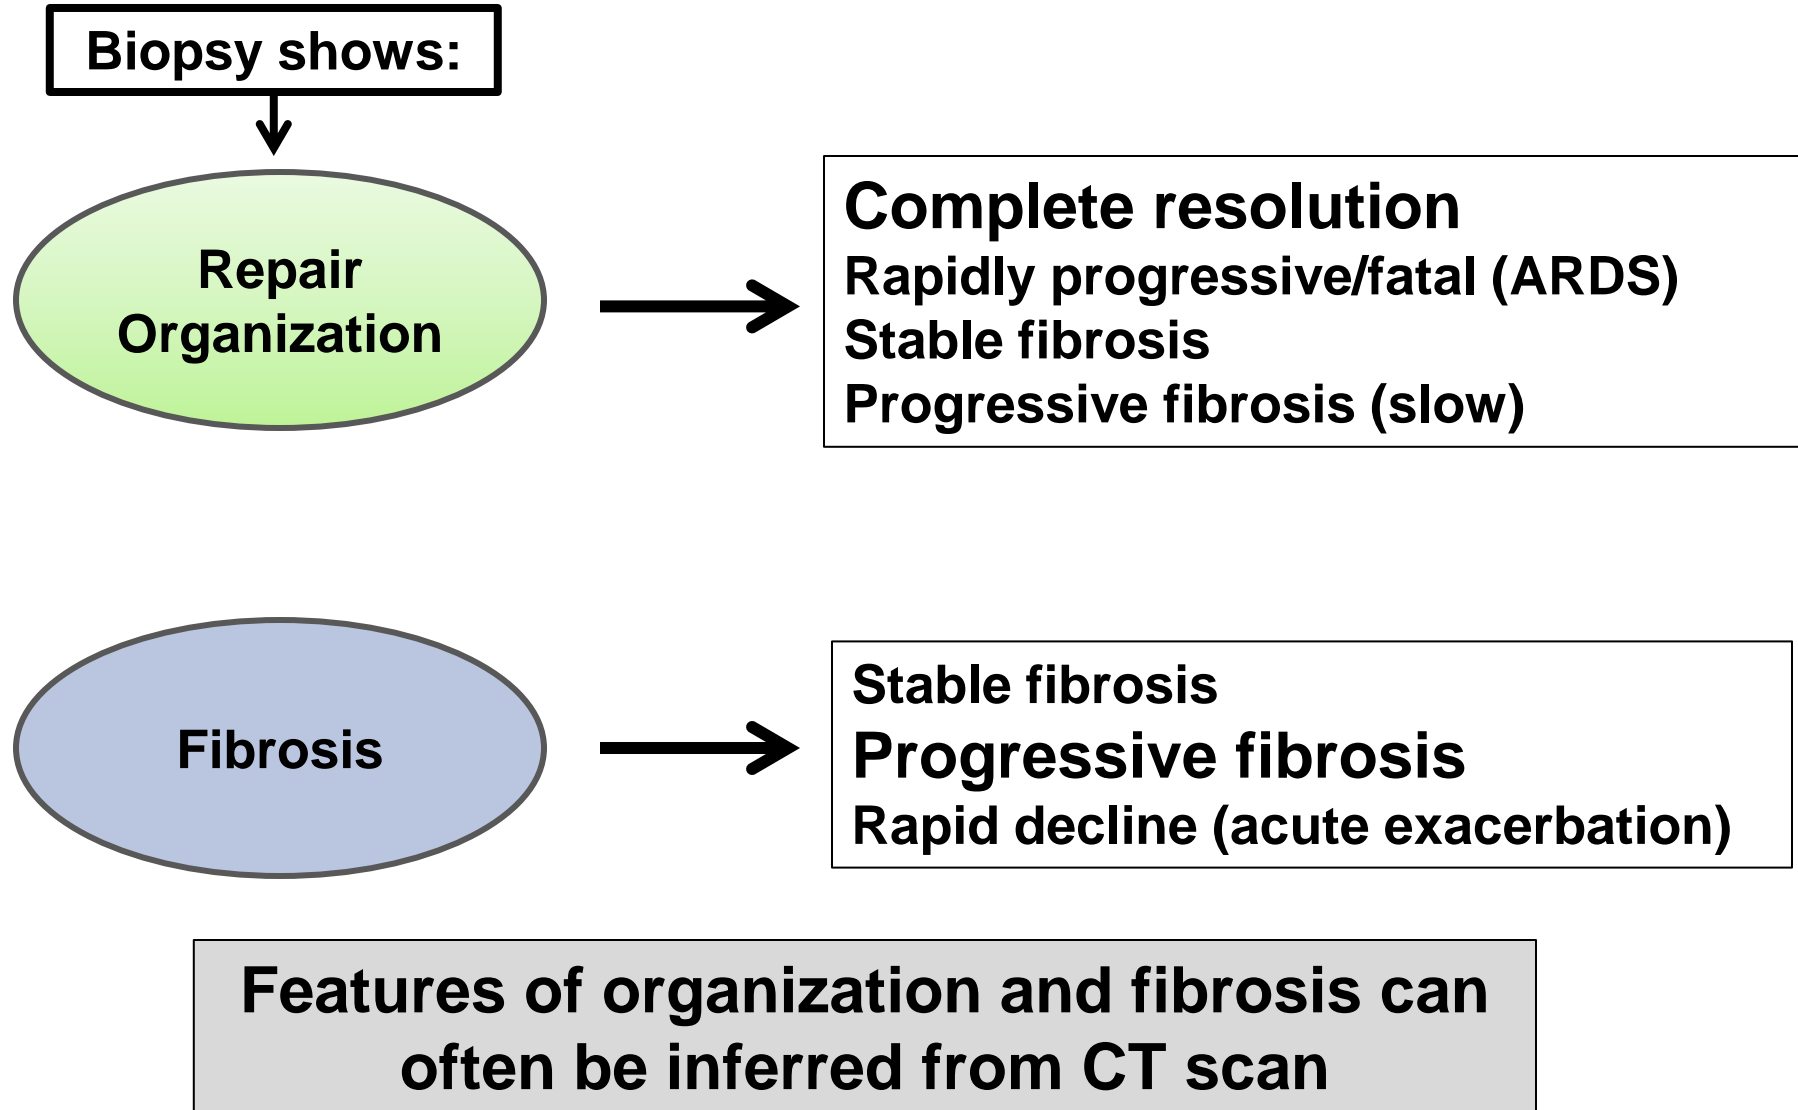 Biopsy shows:
Repair
Organization
Complete resolution
Rapidly progressive/fatal (ARDS)
Stable fibrosis
Progressive fibrosis (slow)
Fibrosis
Stable fibrosis
Progressive fibrosis
Rapid decline (acute exacerbation)
Features of organization and fibrosis can
often be inferred from CT scan